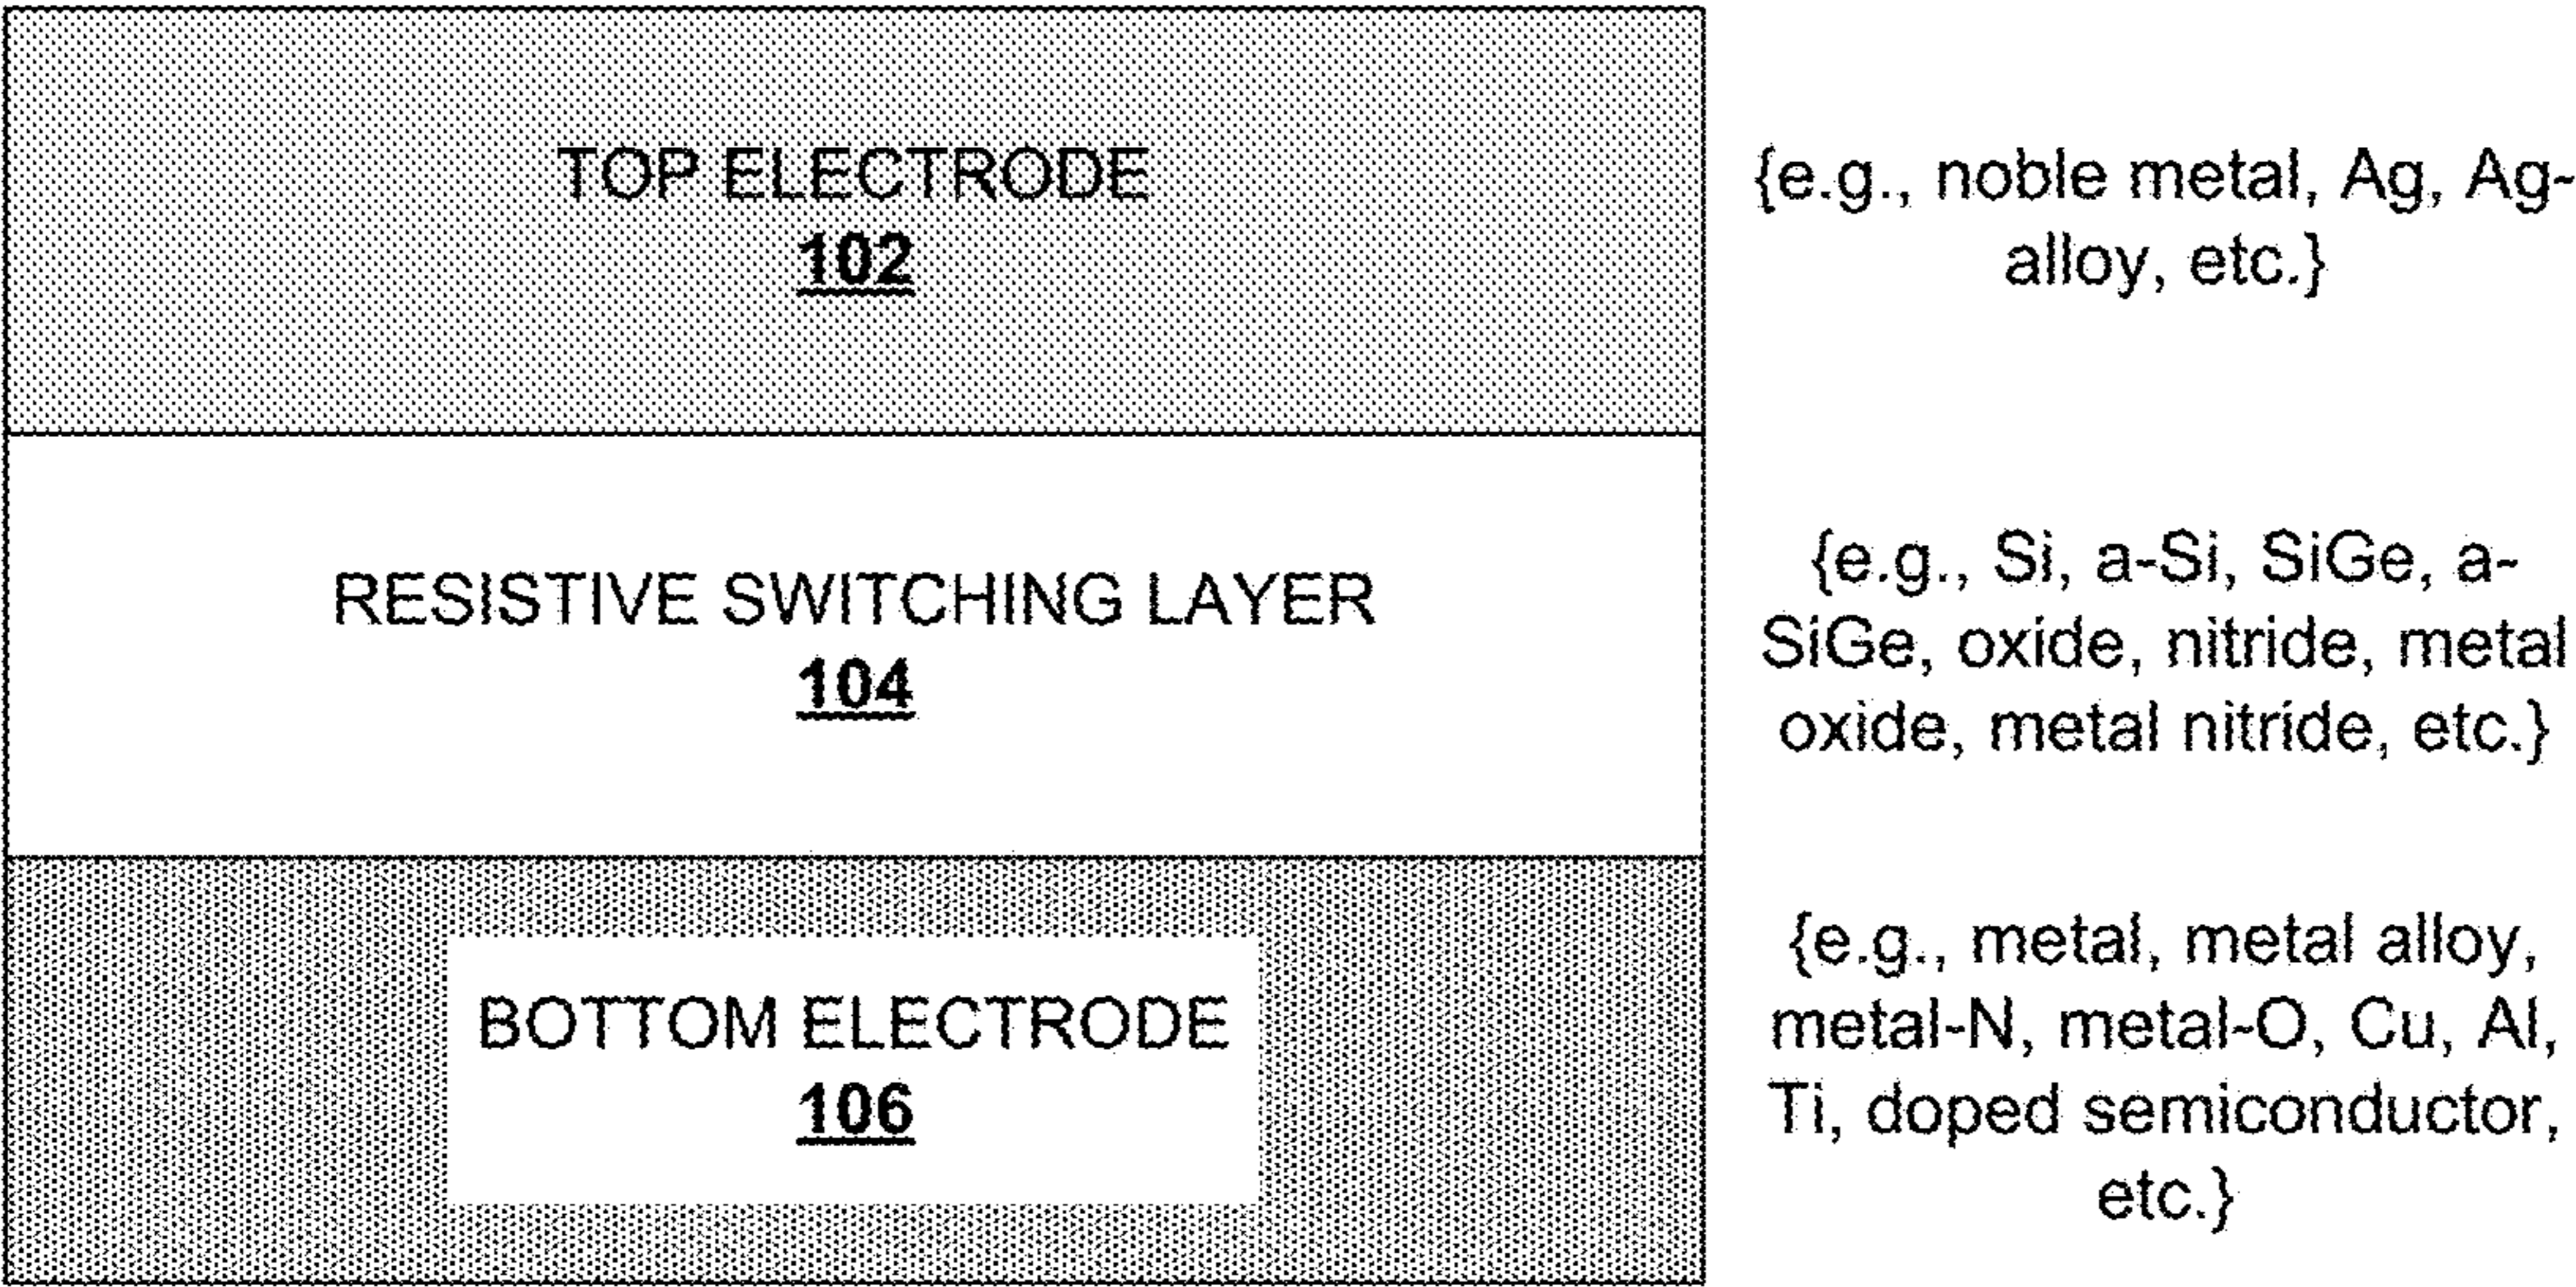 TOP ELECTRODE
102
{e.g., noble metal, Ag, Ag-
alloy, etc.}
RESISTIVE SWITCHING LAYER
104
{e.g., Si, a-Si, SiGe, a-
SiGe, oxide, nitride, metal
oxide, metal nitride, etc.}
BOTTOM ELECTRODE
106
{e.g., metal, metal alloy,
metal-N, metal-O, Cu, Al,
Ti, doped semiconductor,
etc.}